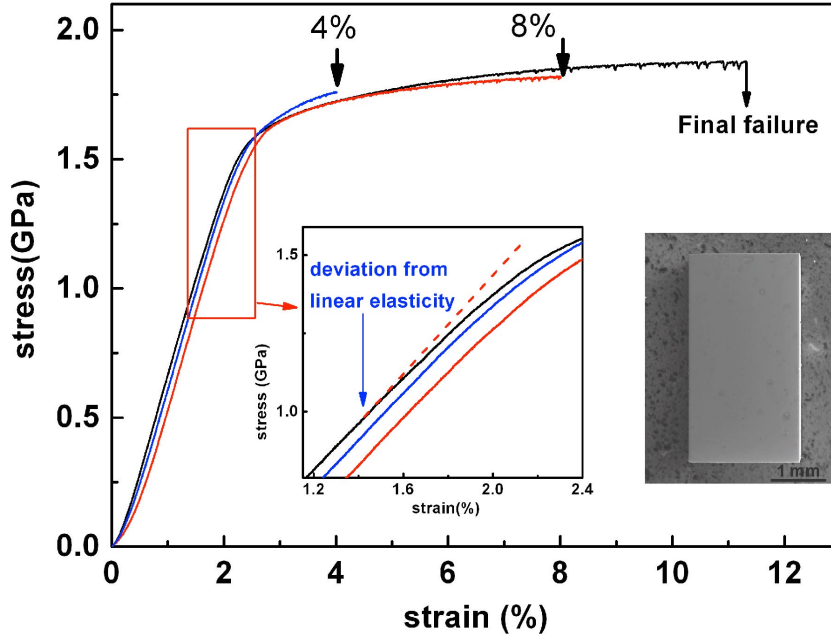 4%
8%
Final failure
2.0
1.5
1.0
0.5
0.0
stress(GPa)
0
2
4
6
8
10
11
12
strain (%)
deviation from
linear elasticity
1.5
1.0
stress (GPa)
1.2
1.6
2.0
2.4
strain(%)
1 mm